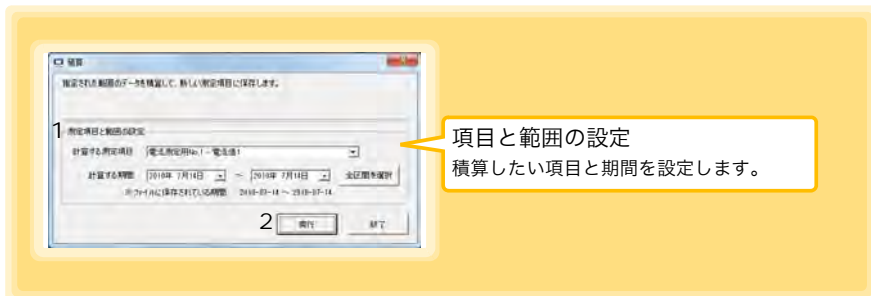 積算
指定された範囲のデータを積算して、新しい測定項目に保存します。
1
測定項目と範囲の設定
計算する測定項目 電流測定用No.1 - 電流値1
計算する期間 2010年 7月14日 ～ 2010年 7月14日 全区間を選択
※ファイルに保存されている期間 2010-07-14 ～ 2010-07-14
2 実行 終了
項目と範囲の設定
積算したい項目と期間を設定します。